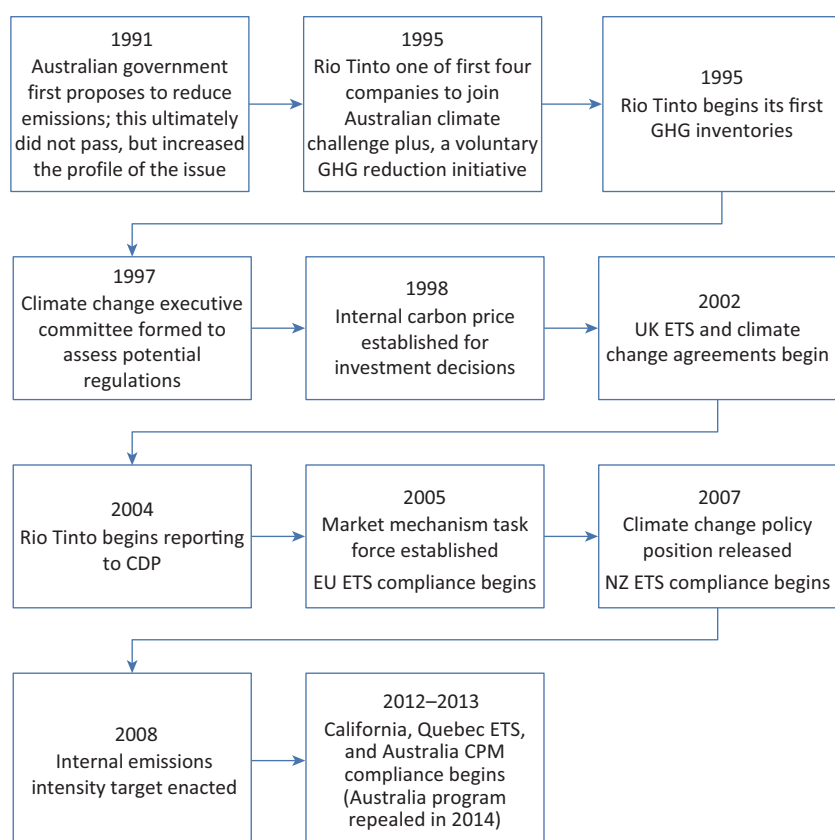 1991
Australian government
first proposes to reduce
emissions; this ultimately
did not pass, but increased
the profile of the issue
1995
Rio Tinto one of first four
companies to join
Australian climate
challenge plus, a voluntary
GHG reduction initiative
1995
Rio Tinto begins its first
GHG inventories
1997
Climate change executive
committee formed to
assess potential
regulations
1998
Internal carbon price
established for
investment decisions
2002
UK ETS and climate
change agreements begin
2004
Rio Tinto begins reporting
to CDP
2005
Market mechanism task
force established
EU ETS compliance begins
2007
Climate change policy
position released
NZ ETS compliance begins
2008
Internal emissions
intensity target enacted
2012–2013
California, Quebec ETS,
and Australia CPM
compliance begins
(Australia program
repealed in 2014)